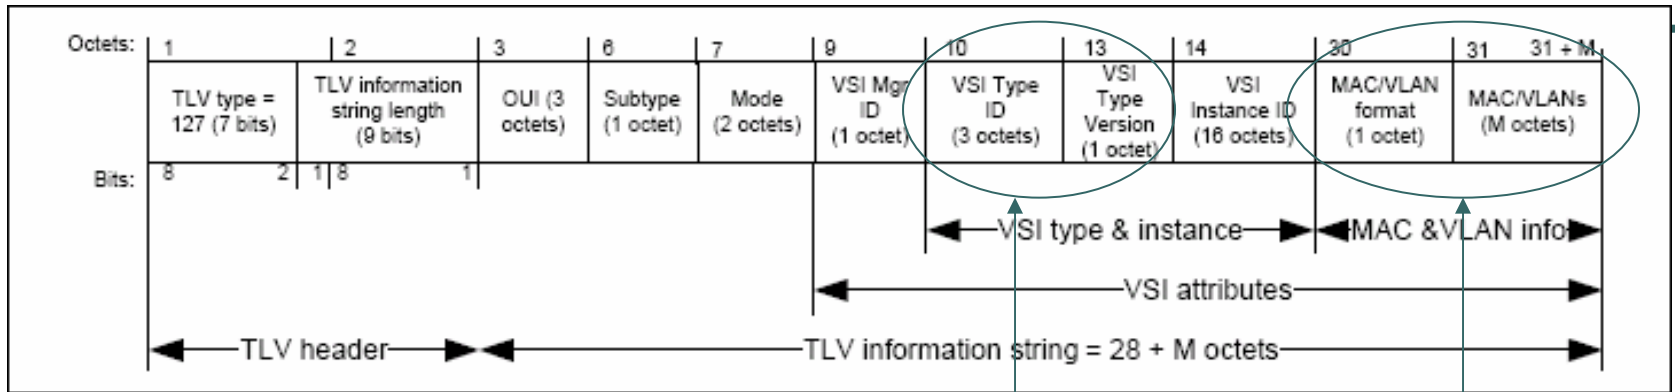 Octets: 1 2 3 6 7 9 10 13 14 30 31 31 + M
TLV type =
127 (7 bits)
TLV information
string length
(9 bits)
OUI (3
octets)
Subtype
(1 octet)
Mode
(2 octets)
VSI Mgr
ID
(1 octet)
VSI Type
ID
(3 octets)
VSI
Type
Version
(1 octet)
VSI
Instance ID
(16 octets)
MAC/VLAN
format
(1 octet)
MAC/VLANs
(M octets)
Bits: 8 2 1 8 1
VSI type & instance
MAC &VLAN info
VSI attributes
TLV header
TLV information string = 28 + M octets